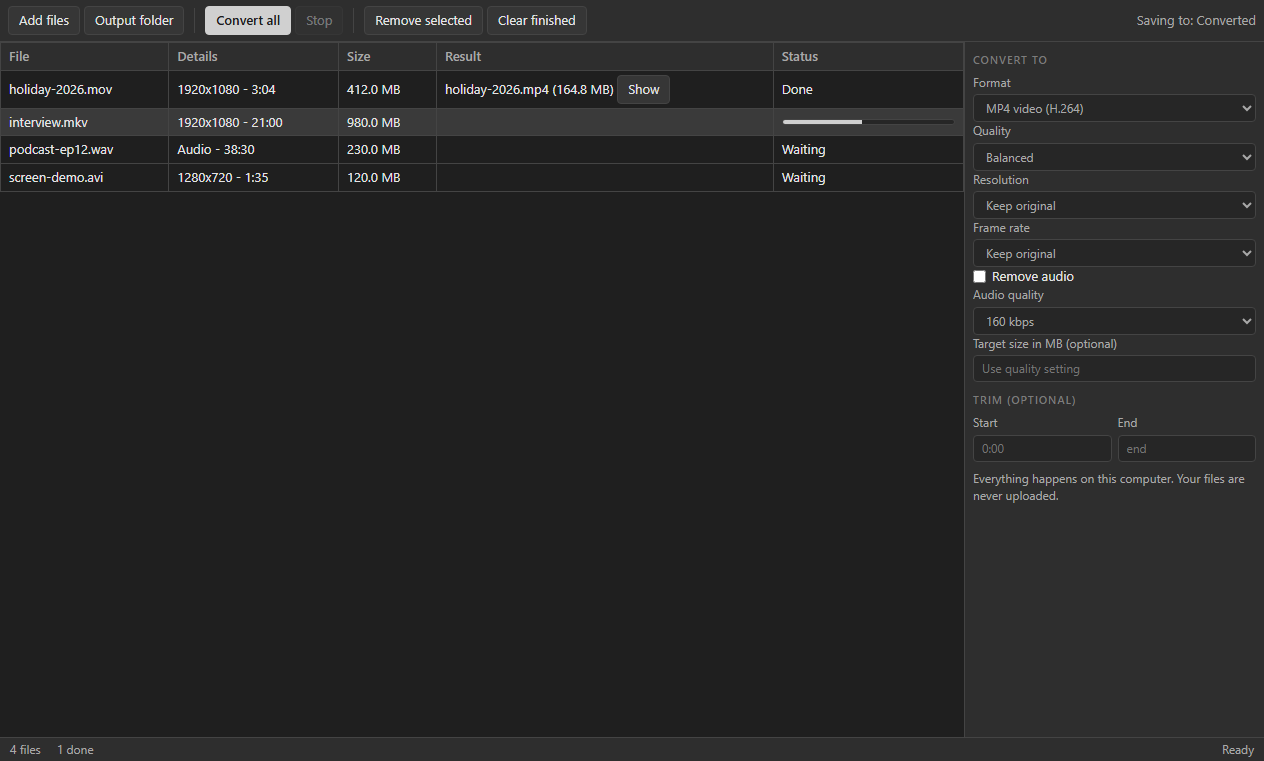 Add files Output folder Convert all Stop Remove selected Clear finished Saving to: Converted
File Details Size Result Status
holiday-2026.mov 1920x1080 - 3:04 412.0 MB holiday-2026.mp4 (164.8 MB) Show Done
interview.mkv 1920x1080 - 21:00 980.0 MB
podcast-ep12.wav Audio - 38:30 230.0 MB Waiting
screen-demo.avi 1280x720 - 1:35 120.0 MB Waiting
CONVERT TO
Format
MP4 video (H.264)
Quality
Balanced
Resolution
Keep original
Frame rate
Keep original
Remove audio
Audio quality
160 kbps
Target size in MB (optional)
Use quality setting
TRIM (OPTIONAL)
Start End
0:00 end
Everything happens on this computer. Your files are
never uploaded.
4 files 1 done Ready